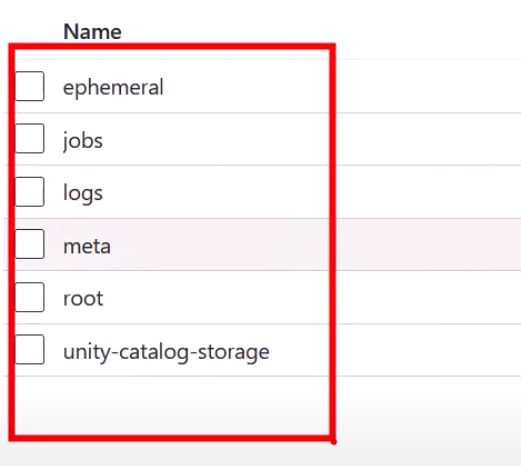 Name
ephemeral
jobs
logs
meta
root
unity-catalog-storage